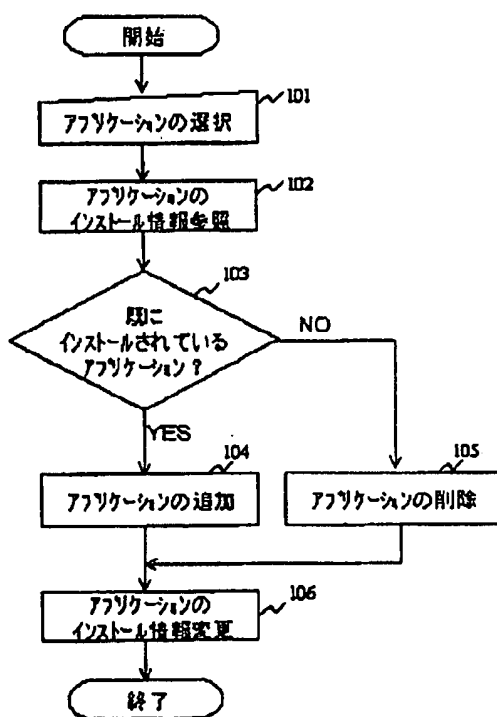 開始
101
アプリケーションの選択
102
アプリケーションの
インストール情報参照
103
既に
インストールされている
アプリケーション?
NO
YES
104
アプリケーションの追加
105
アプリケーションの削除
106
アプリケーションの
インストール情報変更
終了